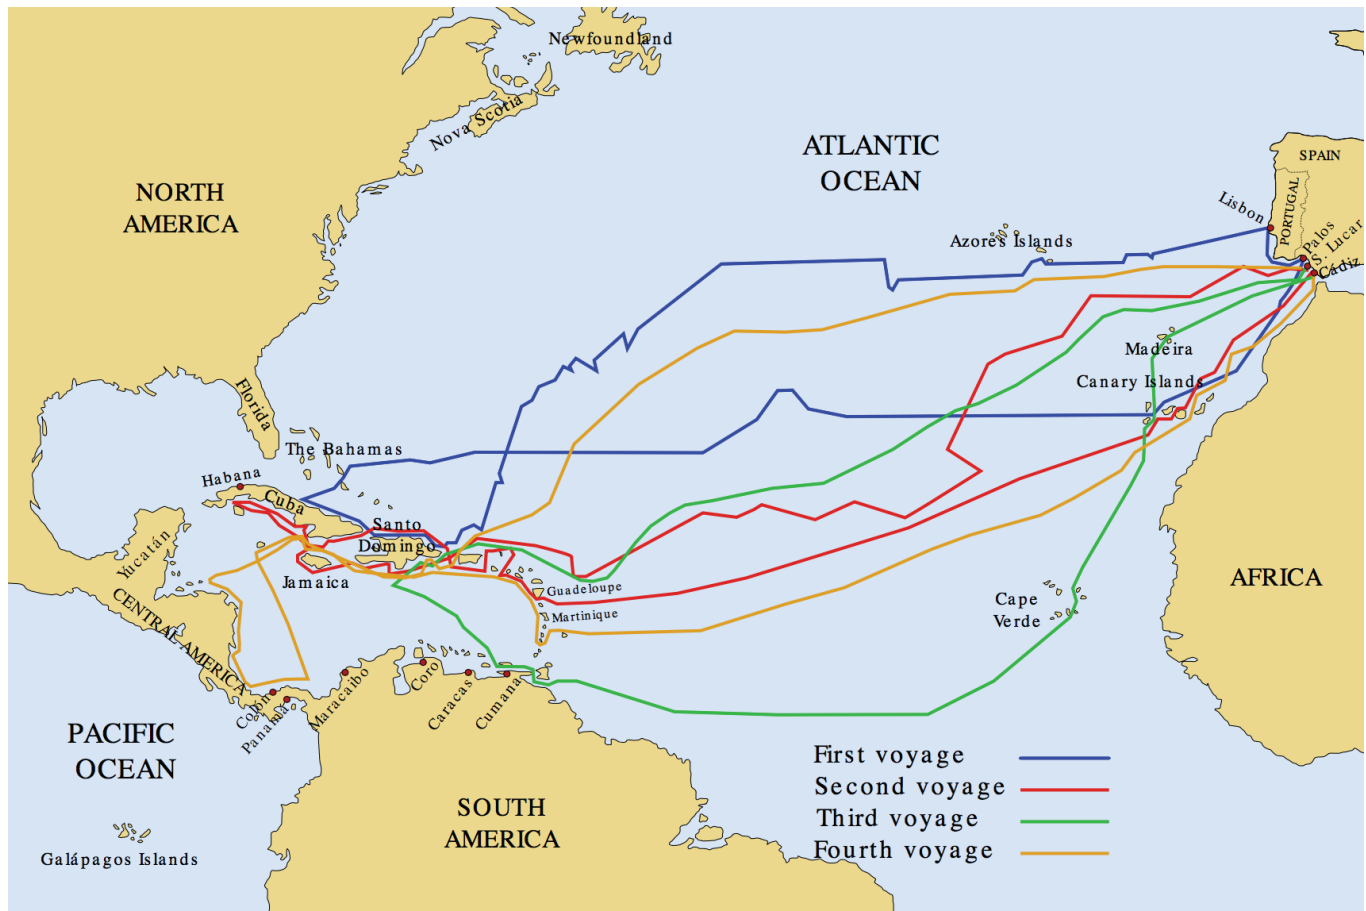 Newfoundland
Nova Scotia
ATLANTIC
OCEAN
SPAIN
PORTUGAL
NORTH
AMERICA
Lisbon
Palos
S. Lucar
Cádiz
Azores Islands
Madeira
Canary Islands
Florida
The Bahamas
Habana
Cuba
Santo
Domingo
Yucatán
Jamaica
Guadeloupe
Martinique
Cape
Verde
AFRICA
CENTRAL AMERICA
Colón
Panamá
Maracaibo
Coro
Caracas
Cumana
PACIFIC
OCEAN
SOUTH
AMERICA
Galápagos Islands
First voyage
Second voyage
Third voyage
Fourth voyage